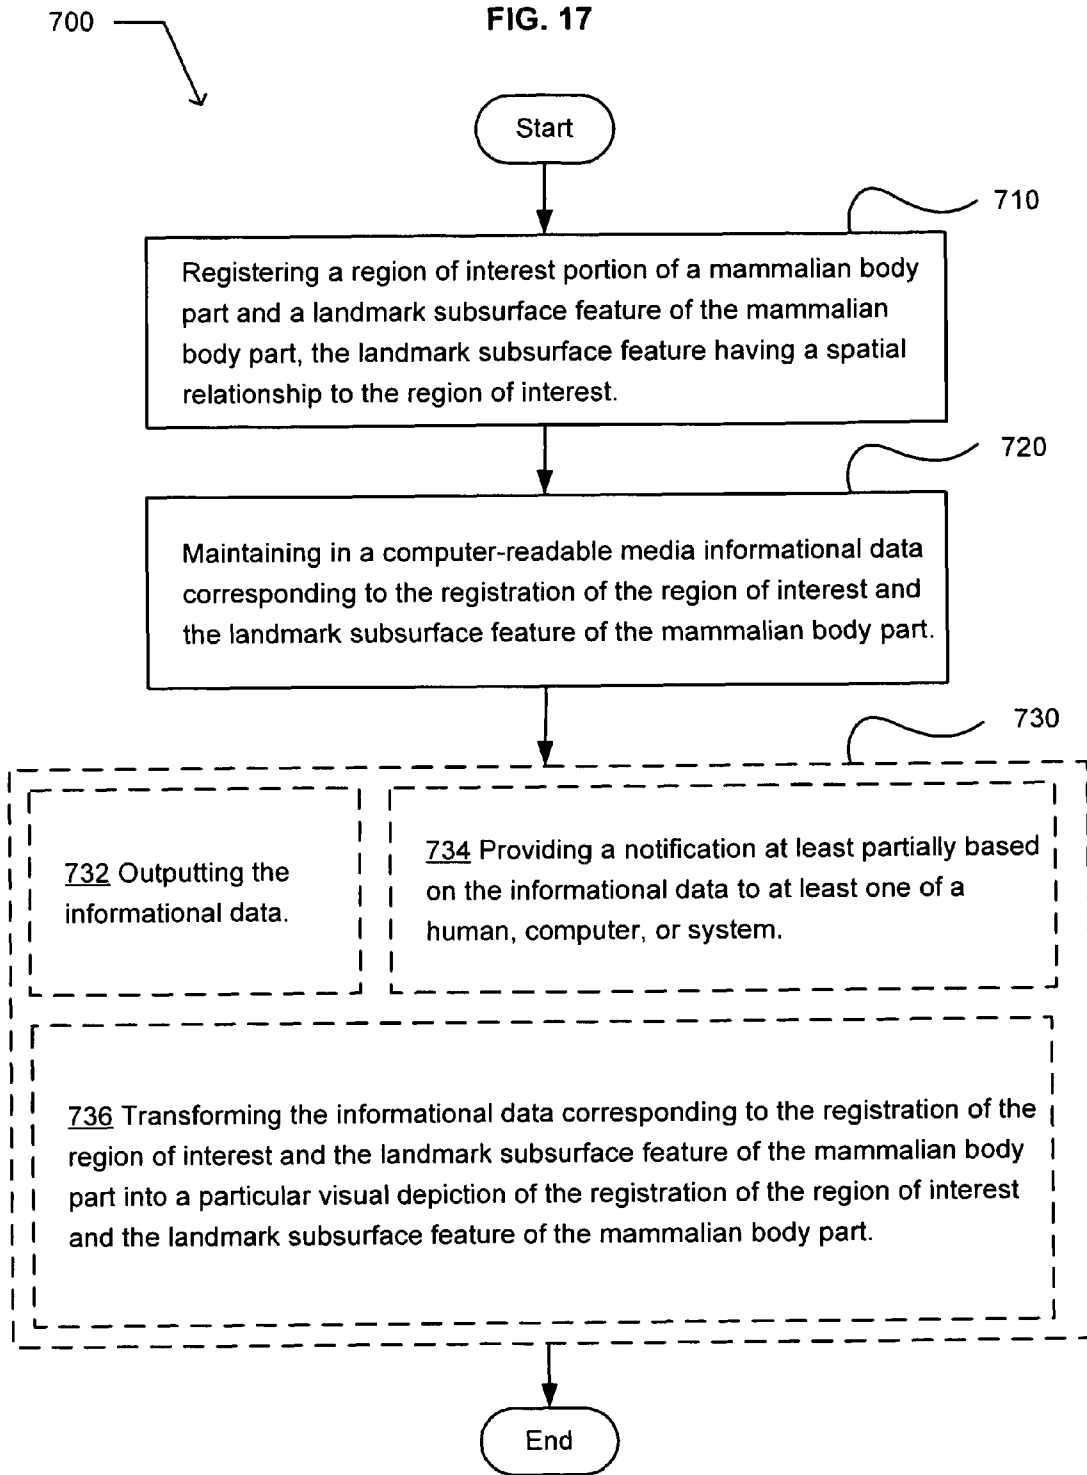 700
FIG. 17
Start
710
Registering a region of interest portion of a mammalian body
part and a landmark subsurface feature of the mammalian
body part, the landmark subsurface feature having a spatial
relationship to the region of interest.
720
Maintaining in a computer-readable media informational data
corresponding to the registration of the region of interest and
the landmark subsurface feature of the mammalian body part.
730
732 Outputting the
informational data.
734 Providing a notification at least partially based
on the informational data to at least one of a
human, computer, or system.
736 Transforming the informational data corresponding to the registration of the
region of interest and the landmark subsurface feature of the mammalian body
part into a particular visual depiction of the registration of the region of interest
and the landmark subsurface feature of the mammalian body part.
End